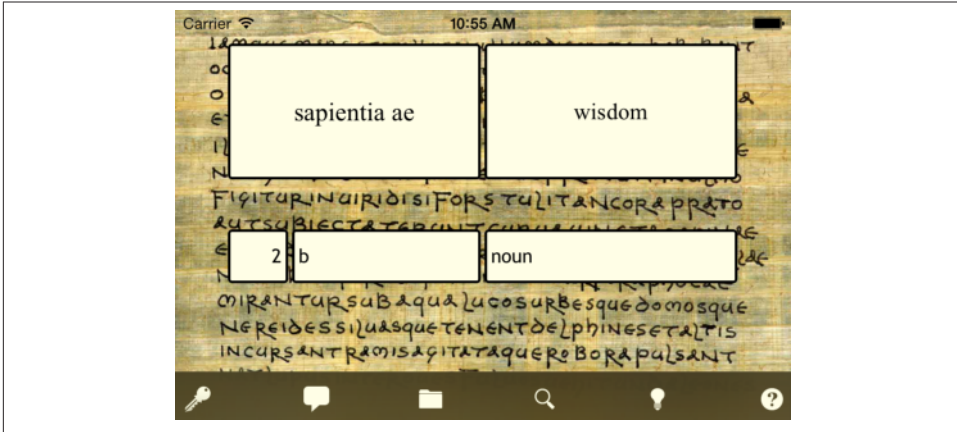 Carrier 10:55 AM
sapientia ae wisdom
FIGITURINUIRIDISIFORSTULITANCORAPRATO
2 b noun
MIRANTURSUBAQUALUCOSURBESQUEDOMOSQUE
NEREIDESSILUASQUETENENTDELPHINESETALTIS
INCURSANTRAMISAGITATAQUEROBORAPULSANT